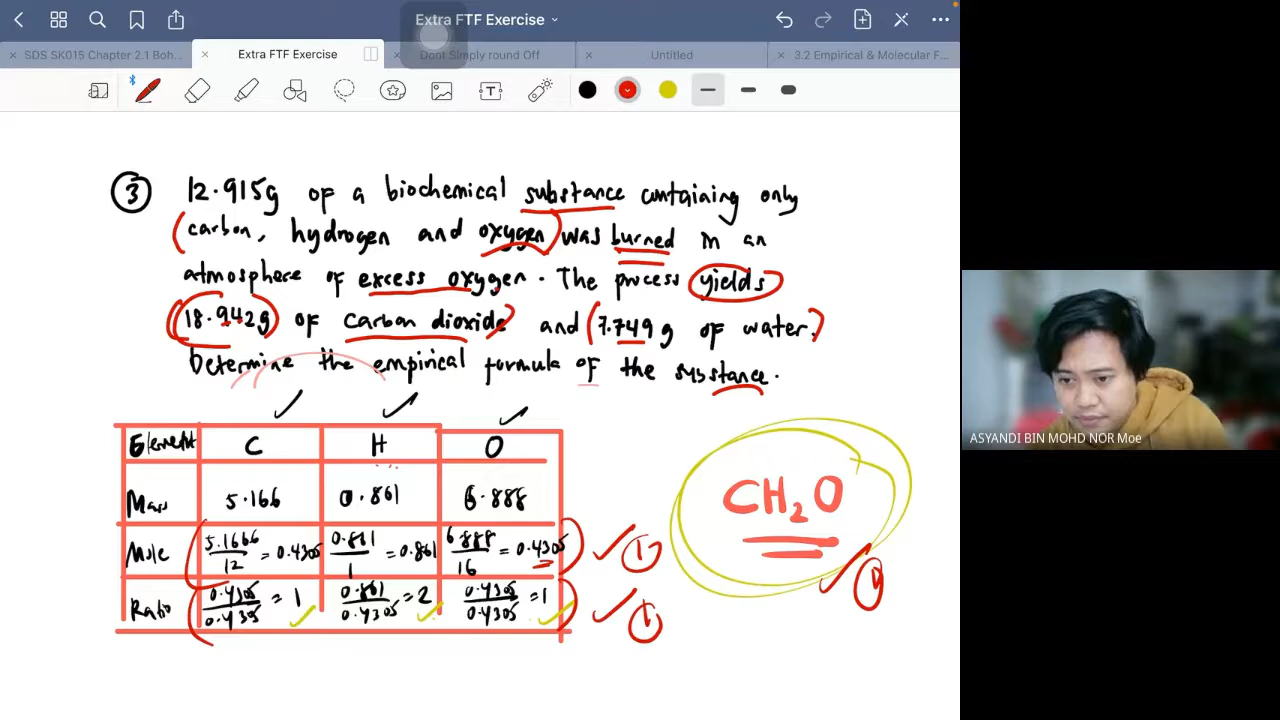 Extra FTF Exercise
SDS SK015 Chapter 2.1 Boh...
Extra FTF Exercise
Dont Simply round Off
Untitled
3.2 Empirical & Molecular F...
3 12.915g of a biochemical substance containing only
(carbon, hydrogen and oxygen) was burned in an
atmosphere of excess oxygen. The process yields
(18.942g) of carbon dioxide and (7.749 g of water.)
Determine the empirical formula of the substance.
Element C H O
Mass 5.166 0.861 6.888
Mole 5.1666/12 = 0.4305 0.861/1 = 0.861 6.888/16 = 0.4305 ✓ 1
Ratio 0.4305/0.4305 = 1 0.861/0.4305 = 2 0.4305/0.4305 = 1 ✓ 1
CH₂O
ASYANDI BIN MOHD NOR Moe